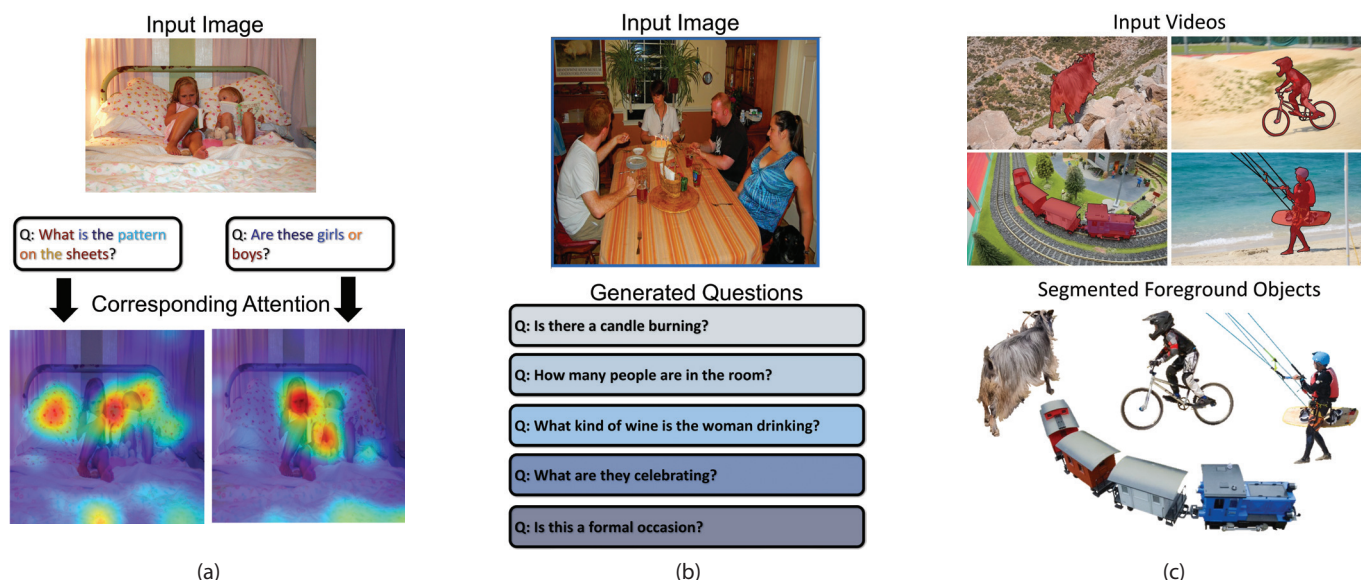 Input Image
Q: What is the pattern
on the sheets?
Q: Are these girls or
boys?
Corresponding Attention
(a)
Input Image
Generated Questions
Q: Is there a candle burning?
Q: How many people are in the room?
Q: What kind of wine is the woman drinking?
Q: What are they celebrating?
Q: Is this a formal occasion?
(b)
Input Videos
Segmented Foreground Objects
(c)